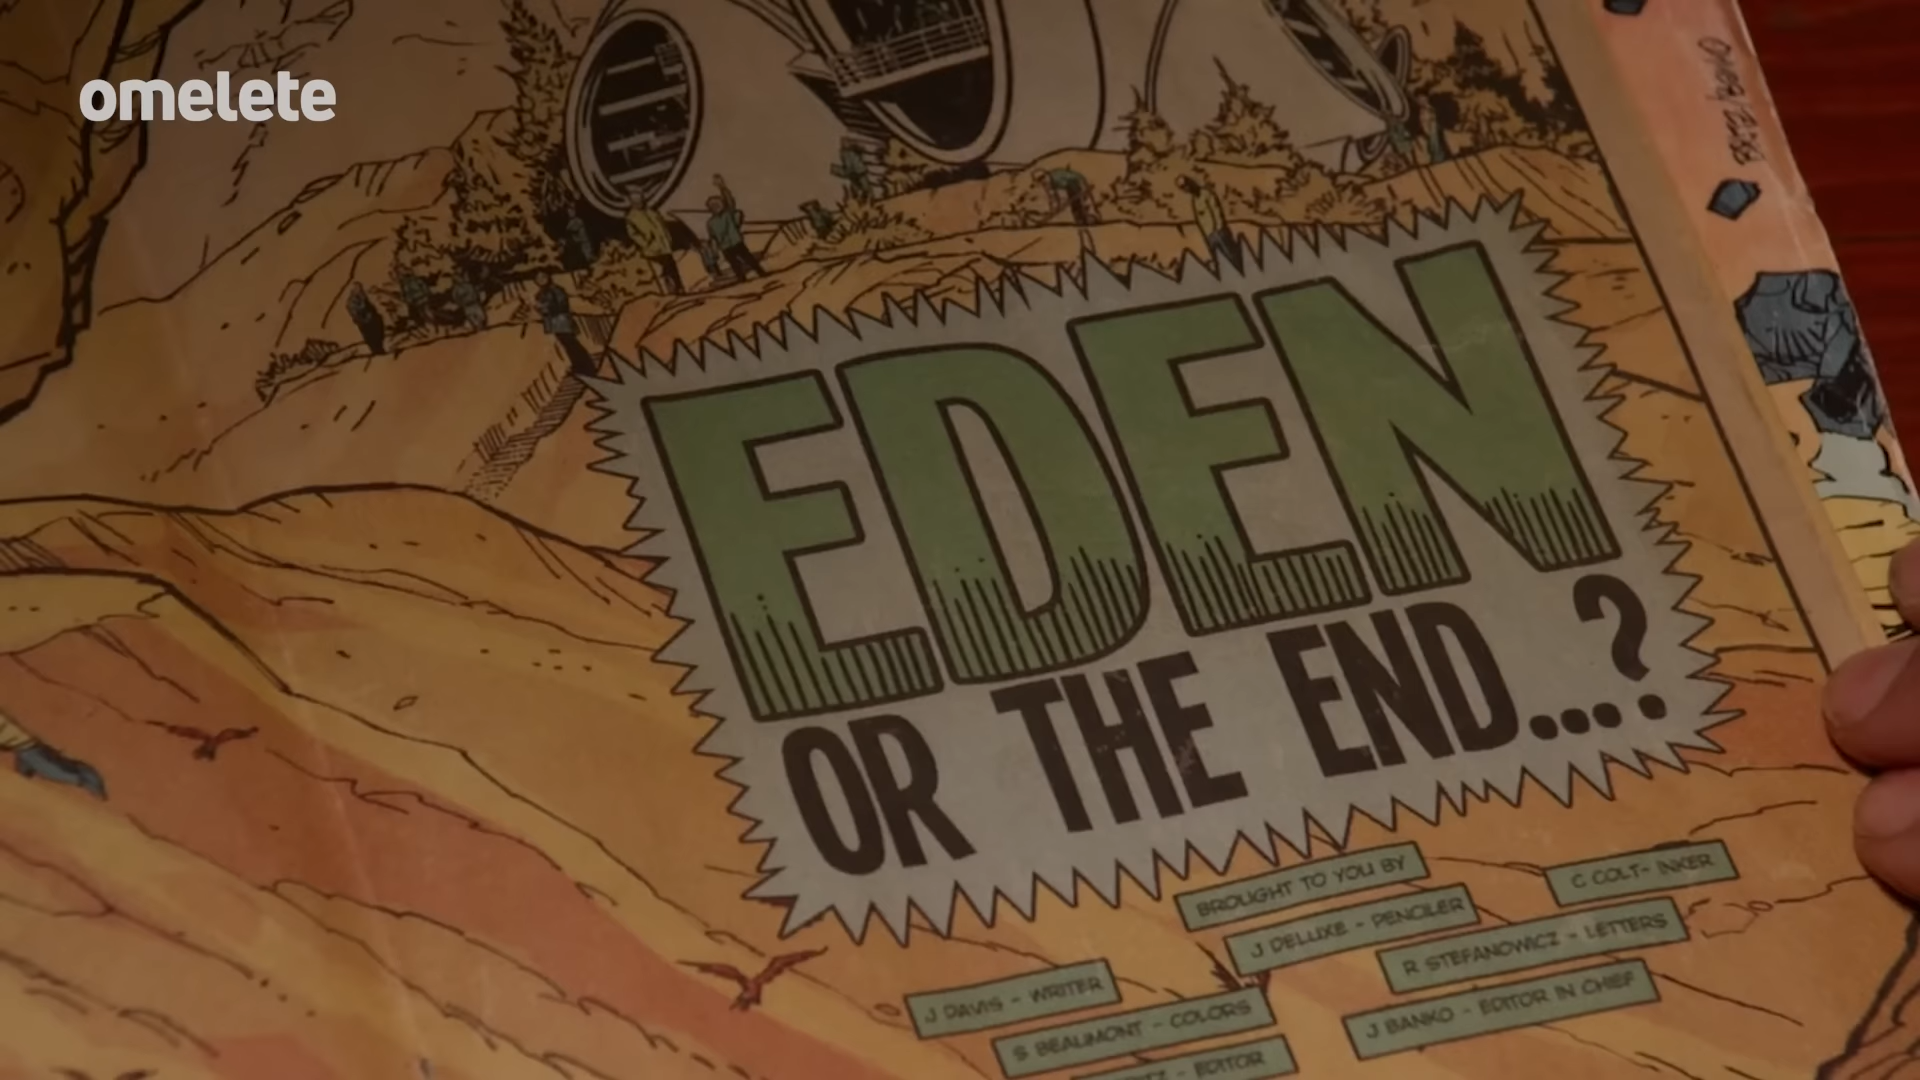 omelete
EDEN
OR THE END....?
BROUGHT TO YOU BY
C COLT- INKER
J DELUXE - PENCILER
R STEFANOWICZ - LETTERS
J DAVIS - WRITER
S BEAUMONT - COLORS
J BANKO - EDITOR IN CHIEF
- EDITOR